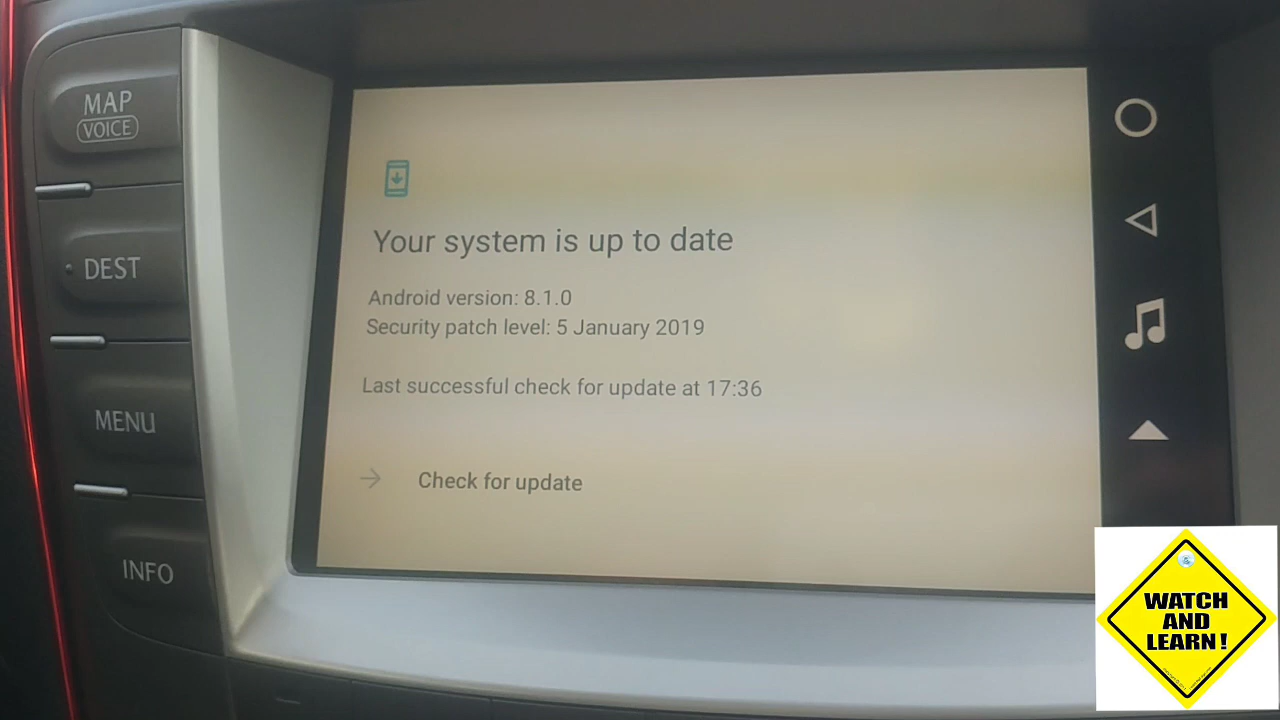 MAP
VOICE
DEST
MENU
INFO
Your system is up to date
Android version: 8.1.0
Security patch level: 5 January 2019
Last successful check for update at 17:36
Check for update
WATCH
AND
LEARN!